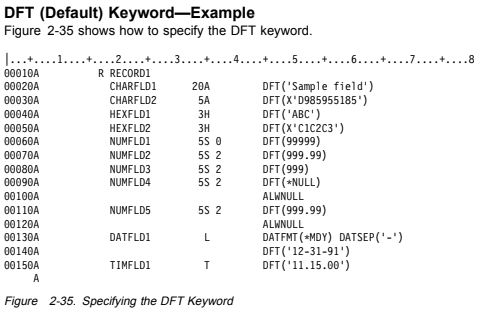 DFT (Default) Keyword—Example
Figure 2-35 shows how to specify the DFT keyword.
|...+....1....+....2....+....3....+....4....+....5....+....6....+....7....+....8
00010A          R RECORD1
00020A            CHARFLD1      20A         DFT('Sample field')
00030A            CHARFLD2       5A         DFT(X'D985955185')
00040A            HEXFLD1        3H         DFT('ABC')
00050A            HEXFLD2        3H         DFT(X'C1C2C3')
00060A            NUMFLD1        5S 0       DFT(99999)
00070A            NUMFLD2        5S 2       DFT(999.99)
00080A            NUMFLD3        5S 2       DFT(999)
00090A            NUMFLD4        5S 2       DFT(*NULL)
00100A                                      ALWNULL
00110A            NUMFLD5        5S 2       DFT(999.99)
00120A                                      ALWNULL
00130A            DATFLD1         L         DATFMT(*MDY) DATSEP('-')
00140A                                      DFT('12-31-91')
00150A            TIMFLD1         T         DFT('11.15.00')
     A
Figure 2-35. Specifying the DFT Keyword